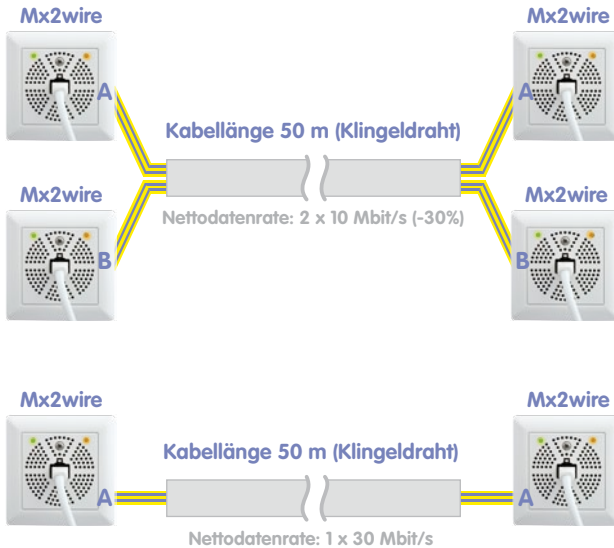 Mx2wire Mx2wire
A A
Kabellänge 50 m (Klingeldraht)
Mx2wire Mx2wire
Nettodatenrate: 2 x 10 Mbit/s (-30%)
B B
Mx2wire Mx2wire
Kabellänge 50 m (Klingeldraht)
A A
Nettodatenrate: 1 x 30 Mbit/s